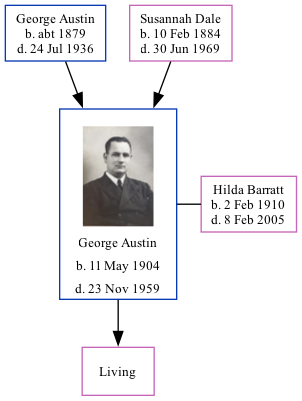 George Austin
b. abt 1879
d. 24 Jul 1936
Susannah Dale
b. 10 Feb 1884
d. 30 Jun 1969
George Austin
b. 11 May 1904
d. 23 Nov 1959
Hilda Barratt
b. 2 Feb 1910
d. 8 Feb 2005
Living